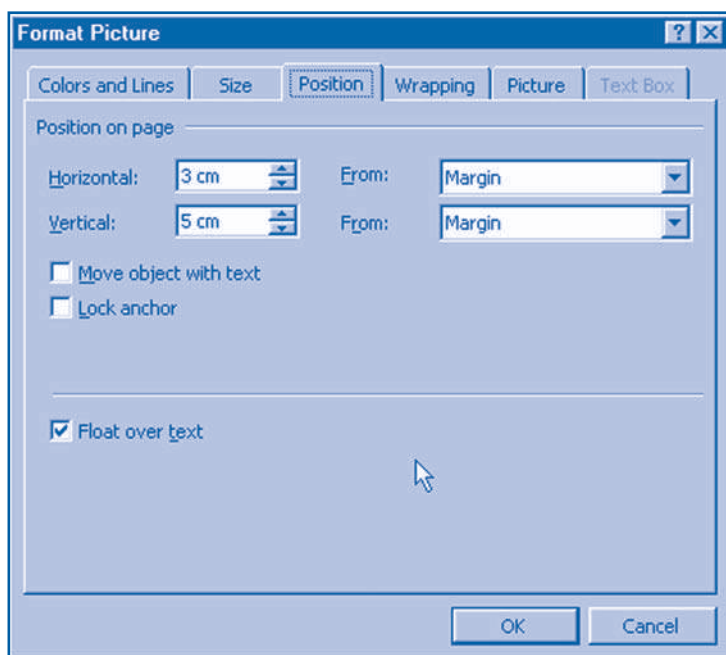 Format Picture ?
Colors and Lines Size Position Wrapping Picture Text Box
Position on page
Horizontal: 3 cm From: Margin
Vertical: 5 cm From: Margin
Move object with text
Lock anchor
Float over text
OK Cancel